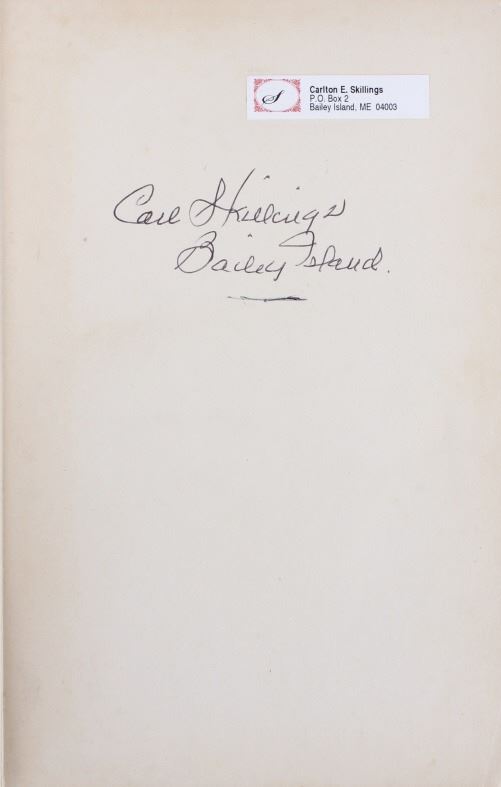 S
Carlton E. Skillings
P.O. Box 2
Bailey Island, ME 04003
Carl Skillings
Bailey Island.